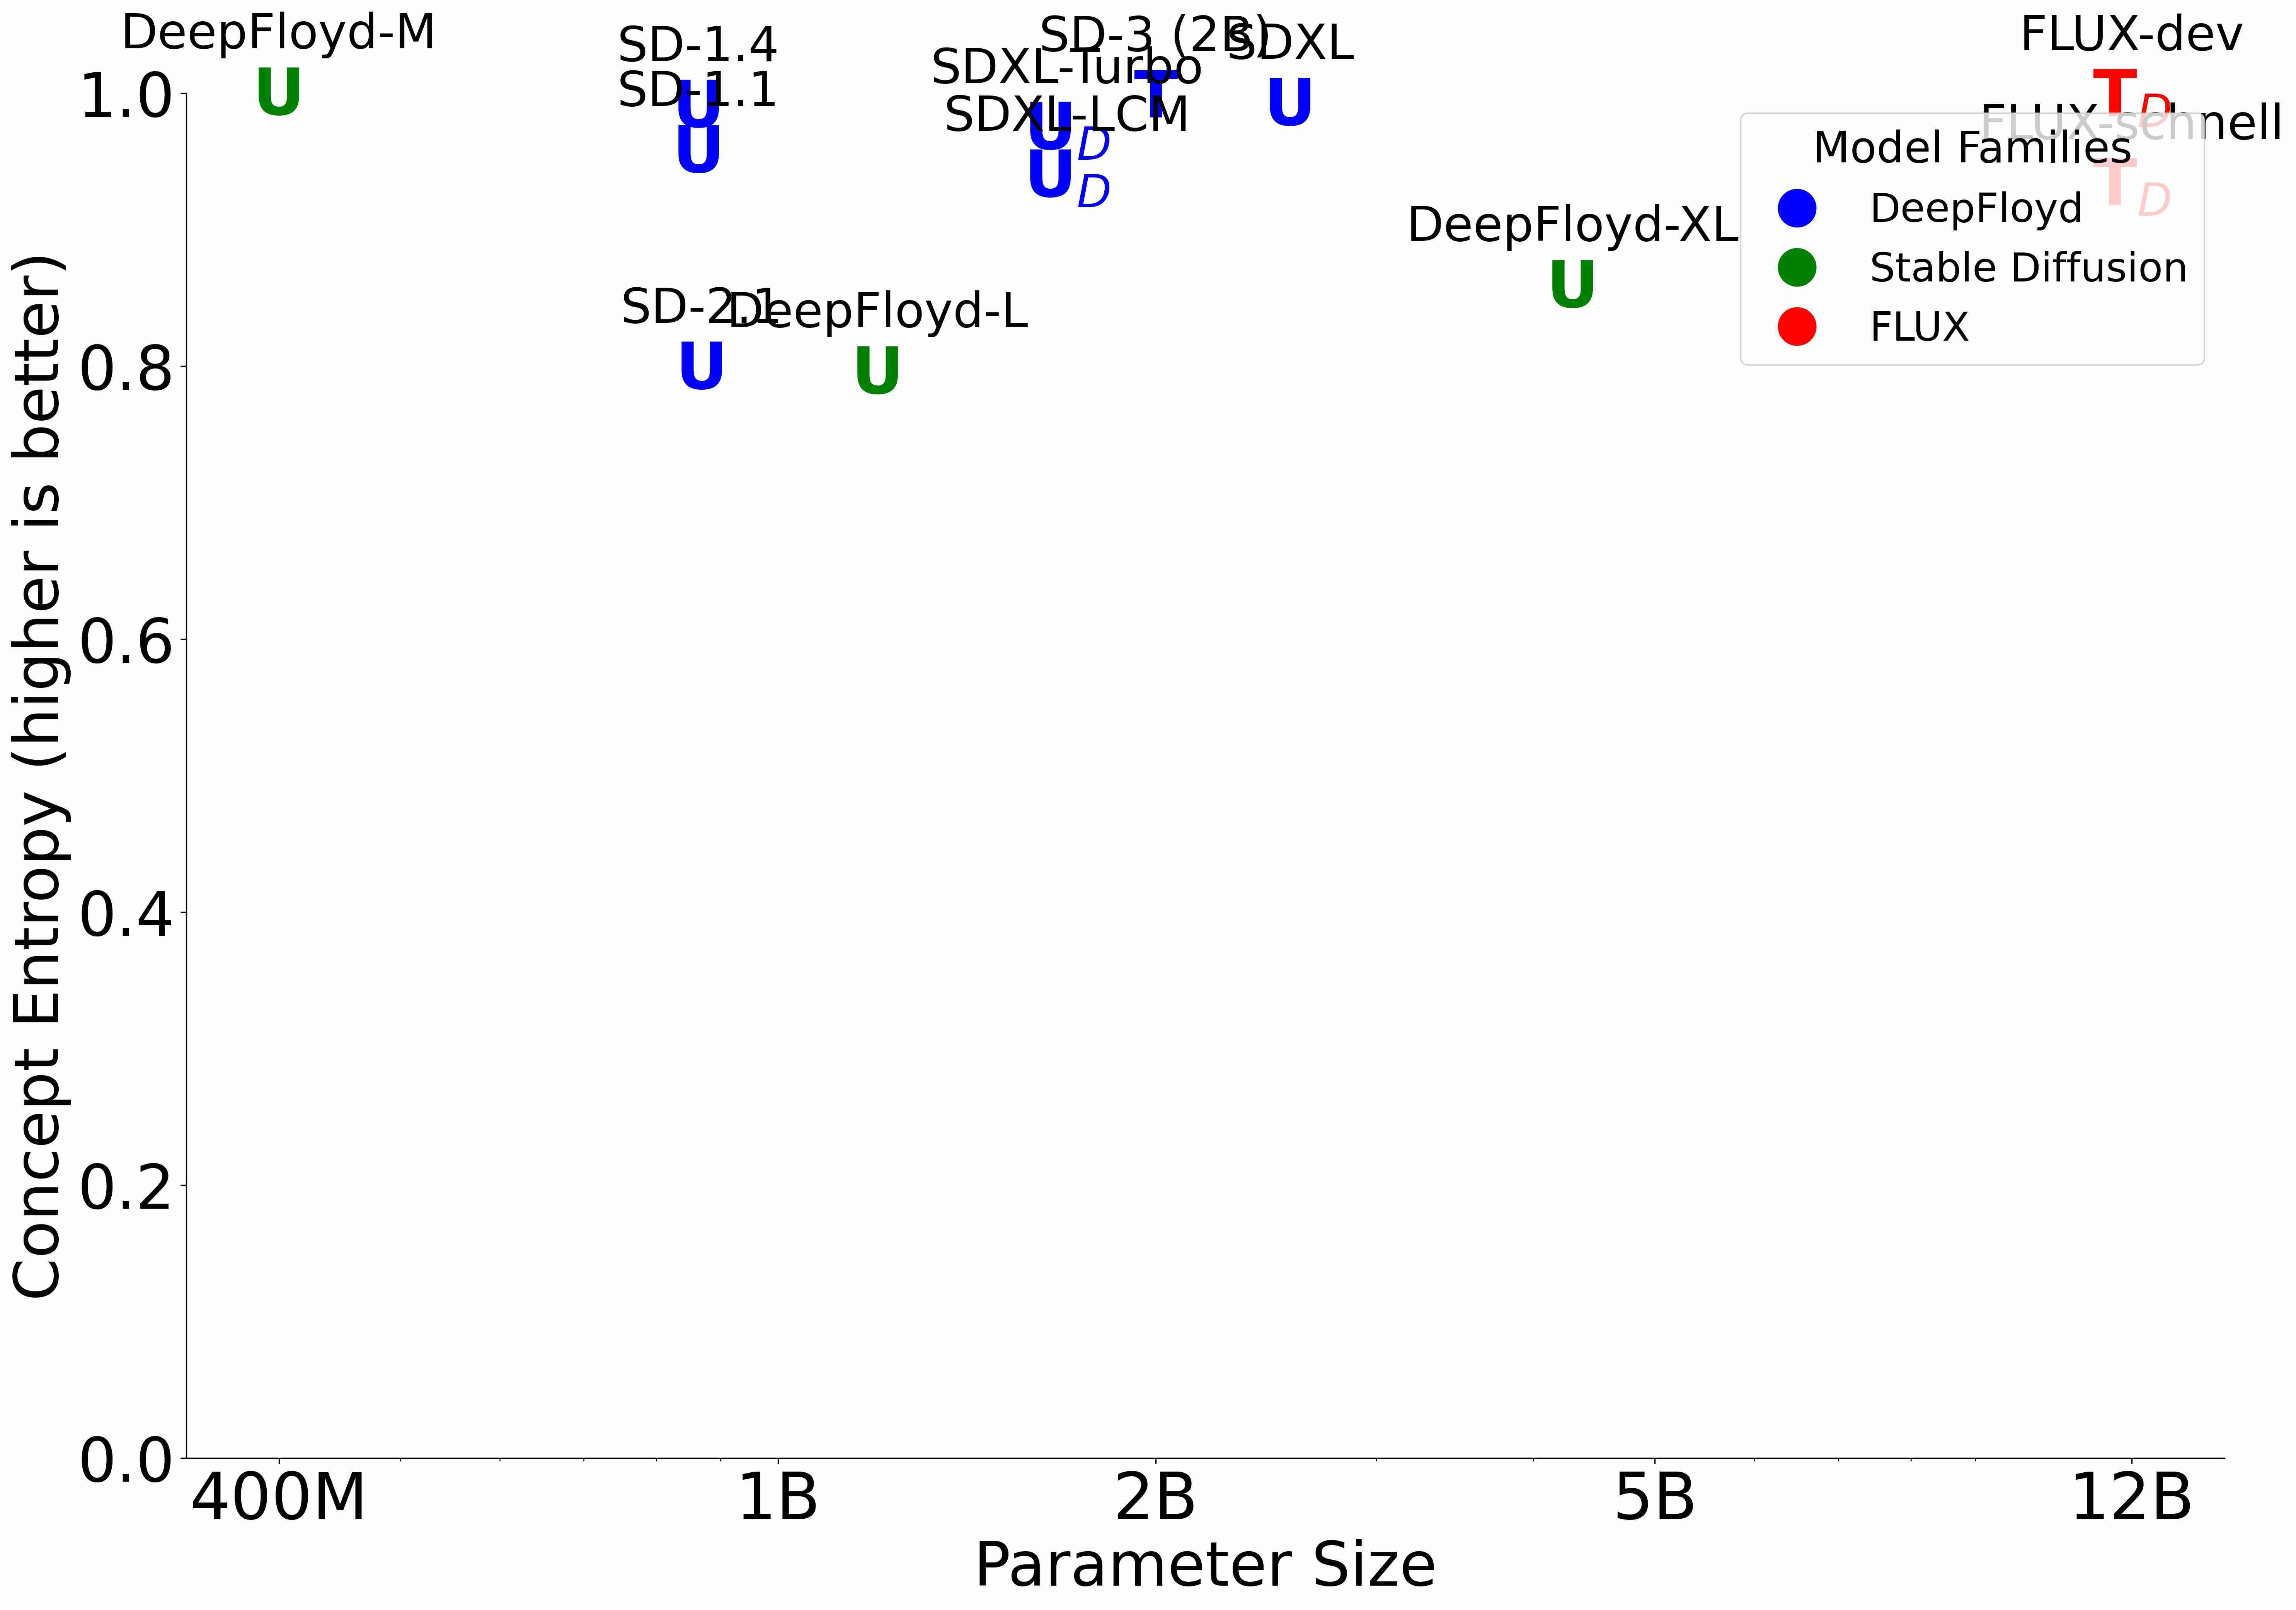 DeepFloyd-M
SD-1.4
SD-1.1
SD-3 (2B)
SDXL
SDXL-Turbo
SDXL-LCM
FLUX-dev
FLUX-schnell
U
U
U
T
U
U D
U D
T D
T D
DeepFloyd-XL
U
SD-2.1
DeepFloyd-L
U
U
Model Families
DeepFloyd
Stable Diffusion
FLUX
Concept Entropy (higher is better)
1.0
0.8
0.6
0.4
0.2
0.0
400M
1B
2B
5B
12B
Parameter Size